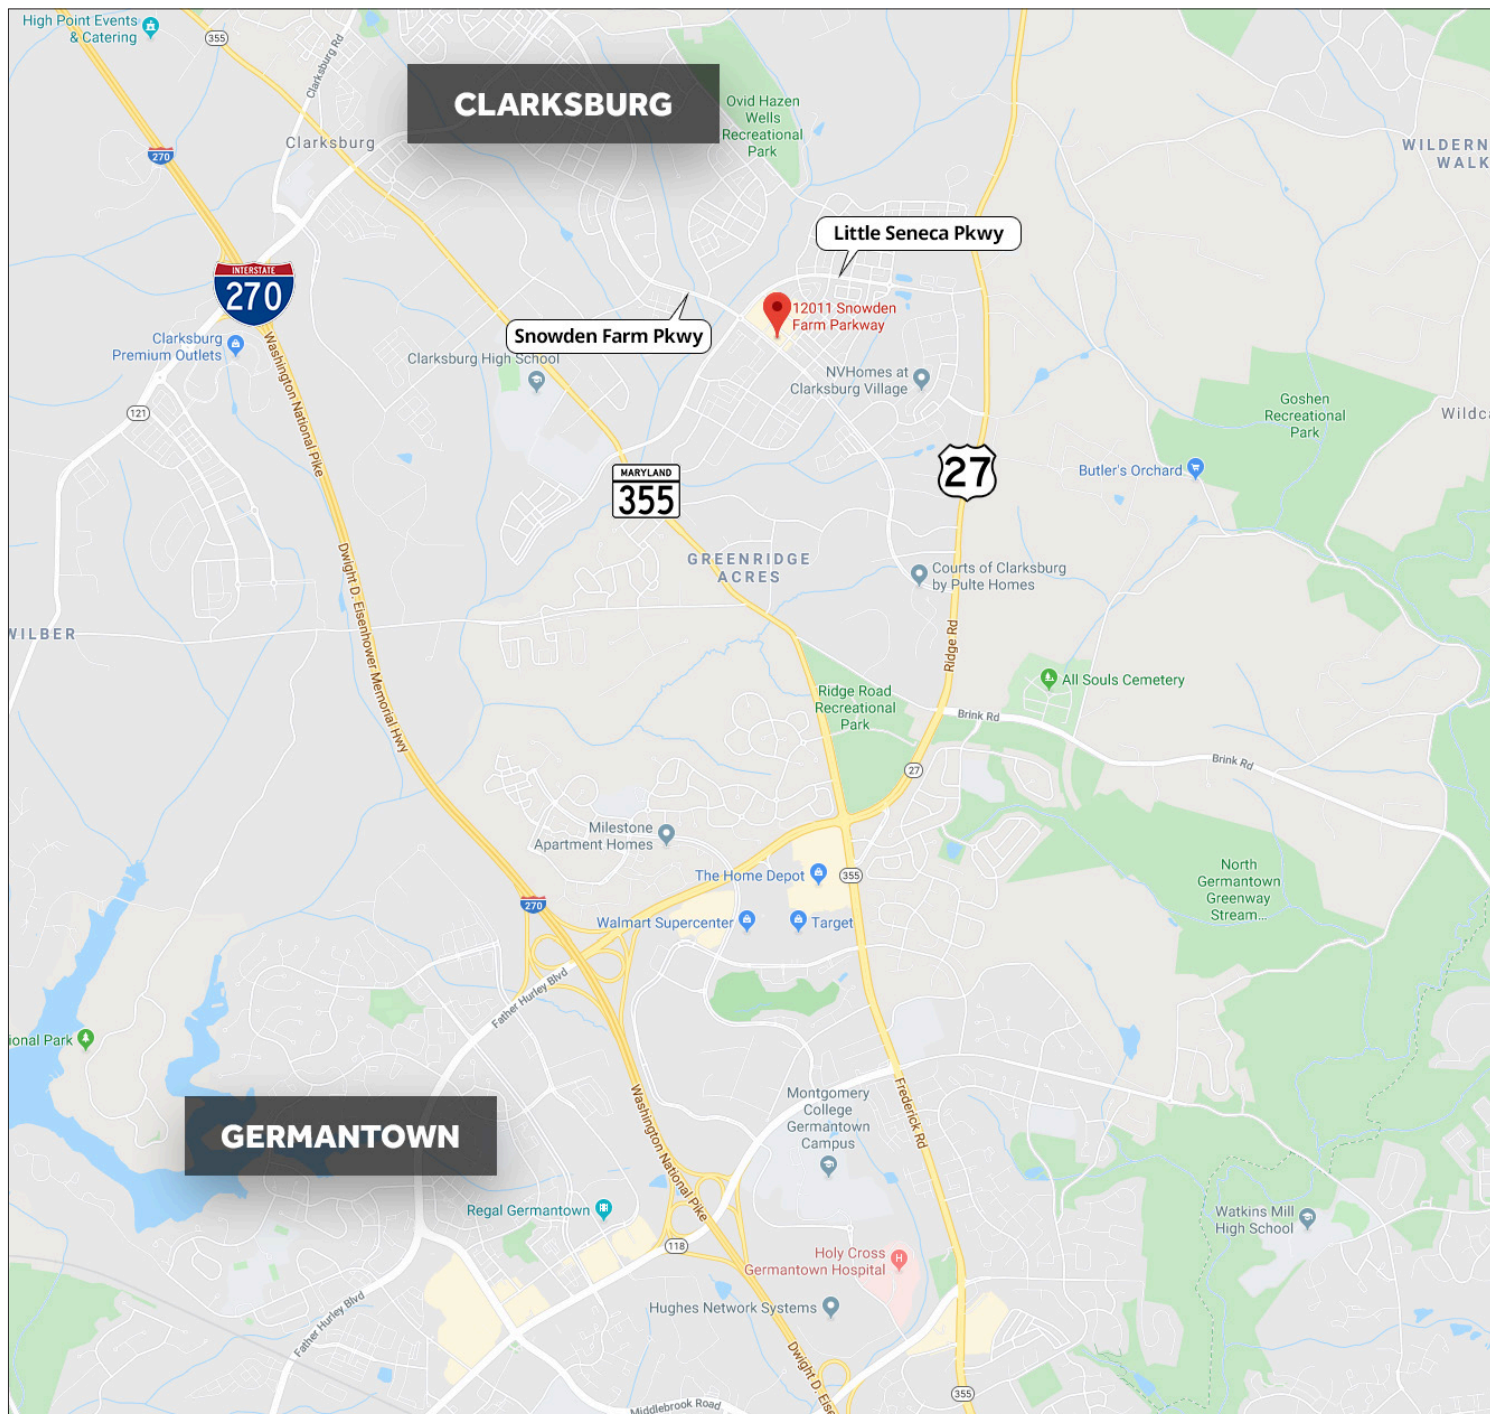 High Point Events
& Catering
355
Clarksburg Rd
CLARKSBURG
Ovid Hazen
Wells
Recreational
Park
Clarksburg
270
WILDERN
WALK
Little Seneca Pkwy
INTERSTATE
270
12011 Snowden
Farm Parkway
Snowden Farm Pkwy
Clarksburg
Premium Outlets
Clarksburg High School
NVHomes at
Clarksburg Village
Washington National Pike
121
Goshen
Recreational
Park
Wildca
MARYLAND
355
27
Butler's Orchard
GREENRIDGE
ACRES
Courts of Clarksburg
by Pulte Homes
Dwight D. Eisenhower Memorial Hwy
WILBER
Ridge Rd
All Souls Cemetery
Ridge Road
Recreational
Park
Brink Rd
Brink Rd
27
Milestone
Apartment Homes
The Home Depot
355
North
Germantown
Greenway
Stream...
270
Walmart Supercenter
Target
Father Hurley Blvd
ional Park
Washington National Pike
Montgomery
College
Germantown
Campus
Frederick Rd
GERMANTOWN
Regal Germantown
Watkins Mill
High School
118
Holy Cross
Germantown Hospital
Hughes Network Systems
Father Hurley Blvd
Dwight D. Eise
355
Middlebrook Road